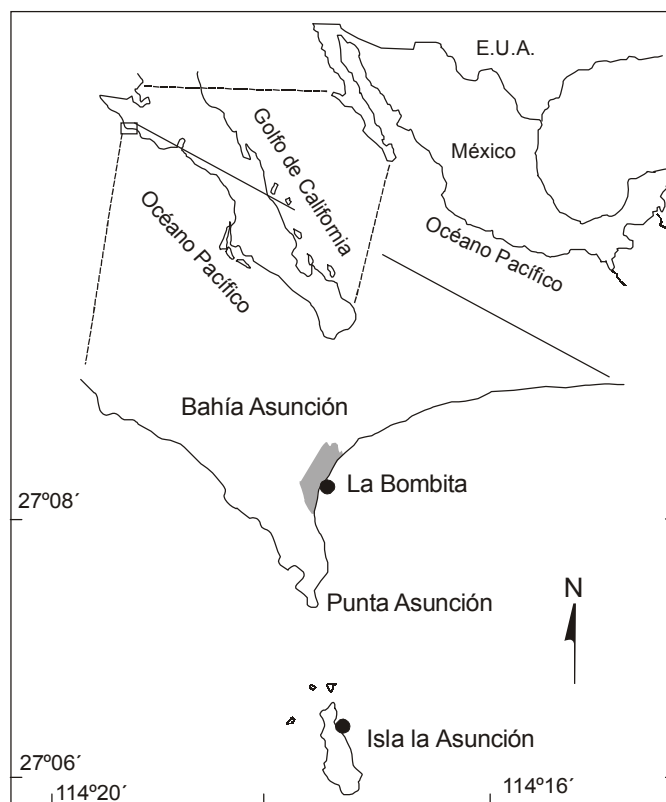 E.U.A.
México
Golfo de California
Océano Pacífico
Océano Pacífico
Bahía Asunción
La Bombita
27º08´
Punta Asunción
N
Isla la Asunción
27º06´
114º20´
114º16´